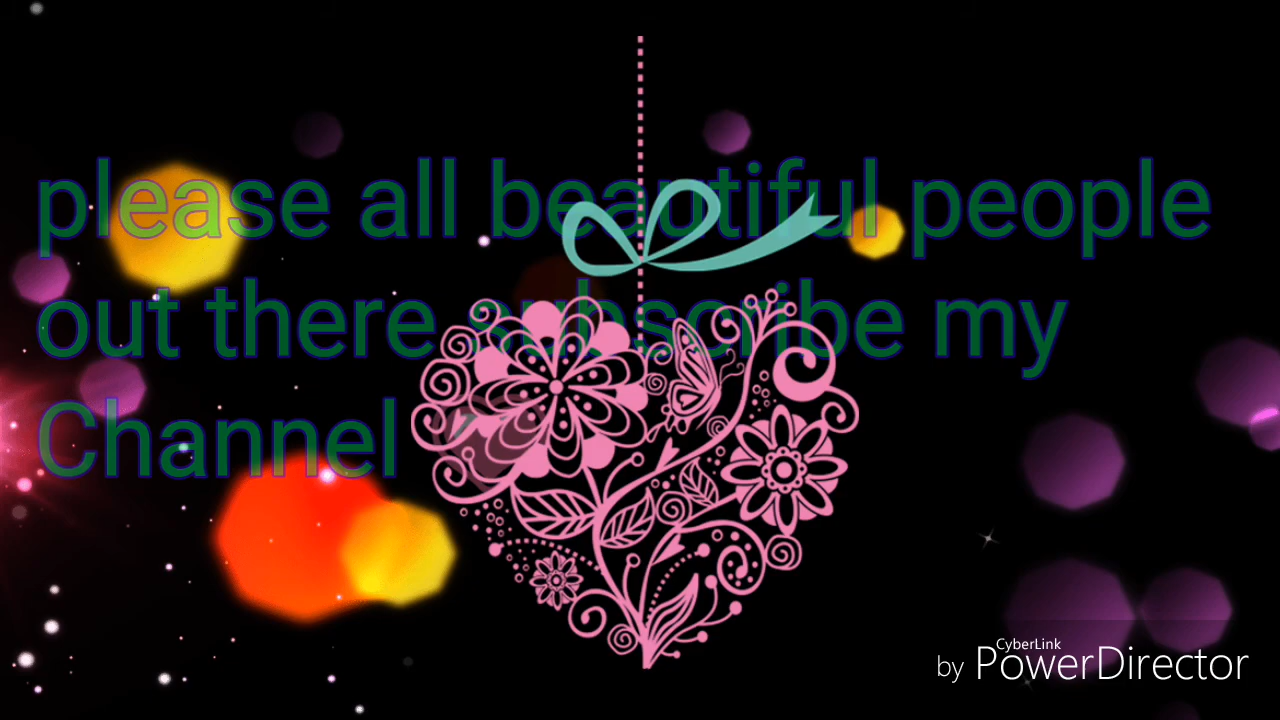 please all beautiful people
out there subscribe my
Channel
CyberLink
by PowerDirector